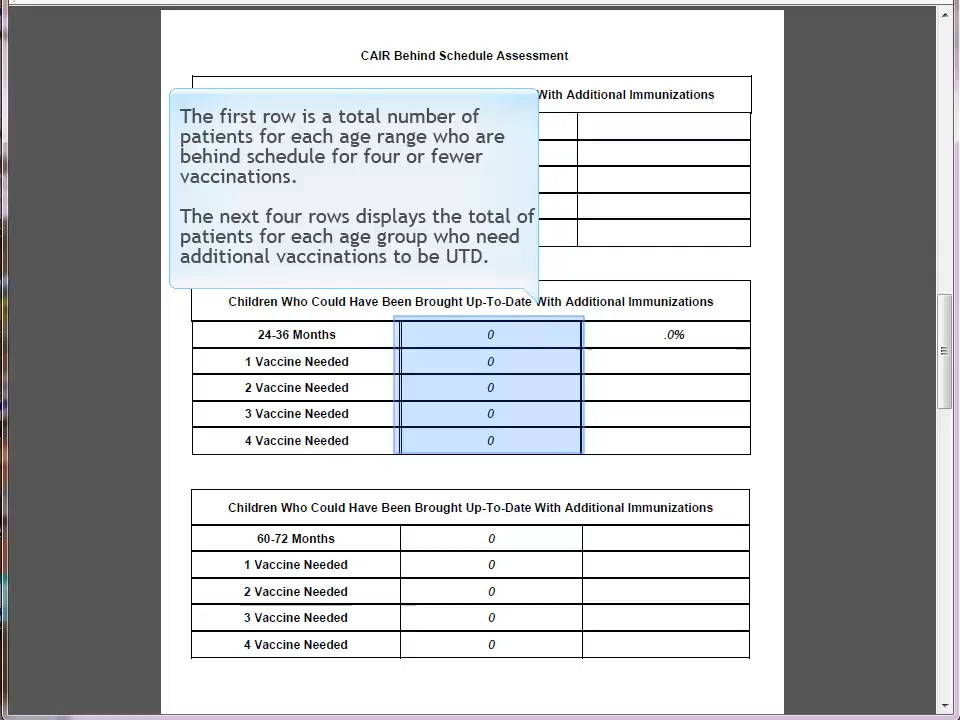 CAIR Behind Schedule Assessment
With Additional Immunizations
The first row is a total number of
patients for each age range who are
behind schedule for four or fewer
vaccinations.
The next four rows displays the total of
patients for each age group who need
additional vaccinations to be UTD.
Children Who Could Have Been Brought Up-To-Date With Additional Immunizations
24-36 Months 0 .0%
1 Vaccine Needed 0
2 Vaccine Needed 0
3 Vaccine Needed 0
4 Vaccine Needed 0
Children Who Could Have Been Brought Up-To-Date With Additional Immunizations
60-72 Months 0
1 Vaccine Needed 0
2 Vaccine Needed 0
3 Vaccine Needed 0
4 Vaccine Needed 0